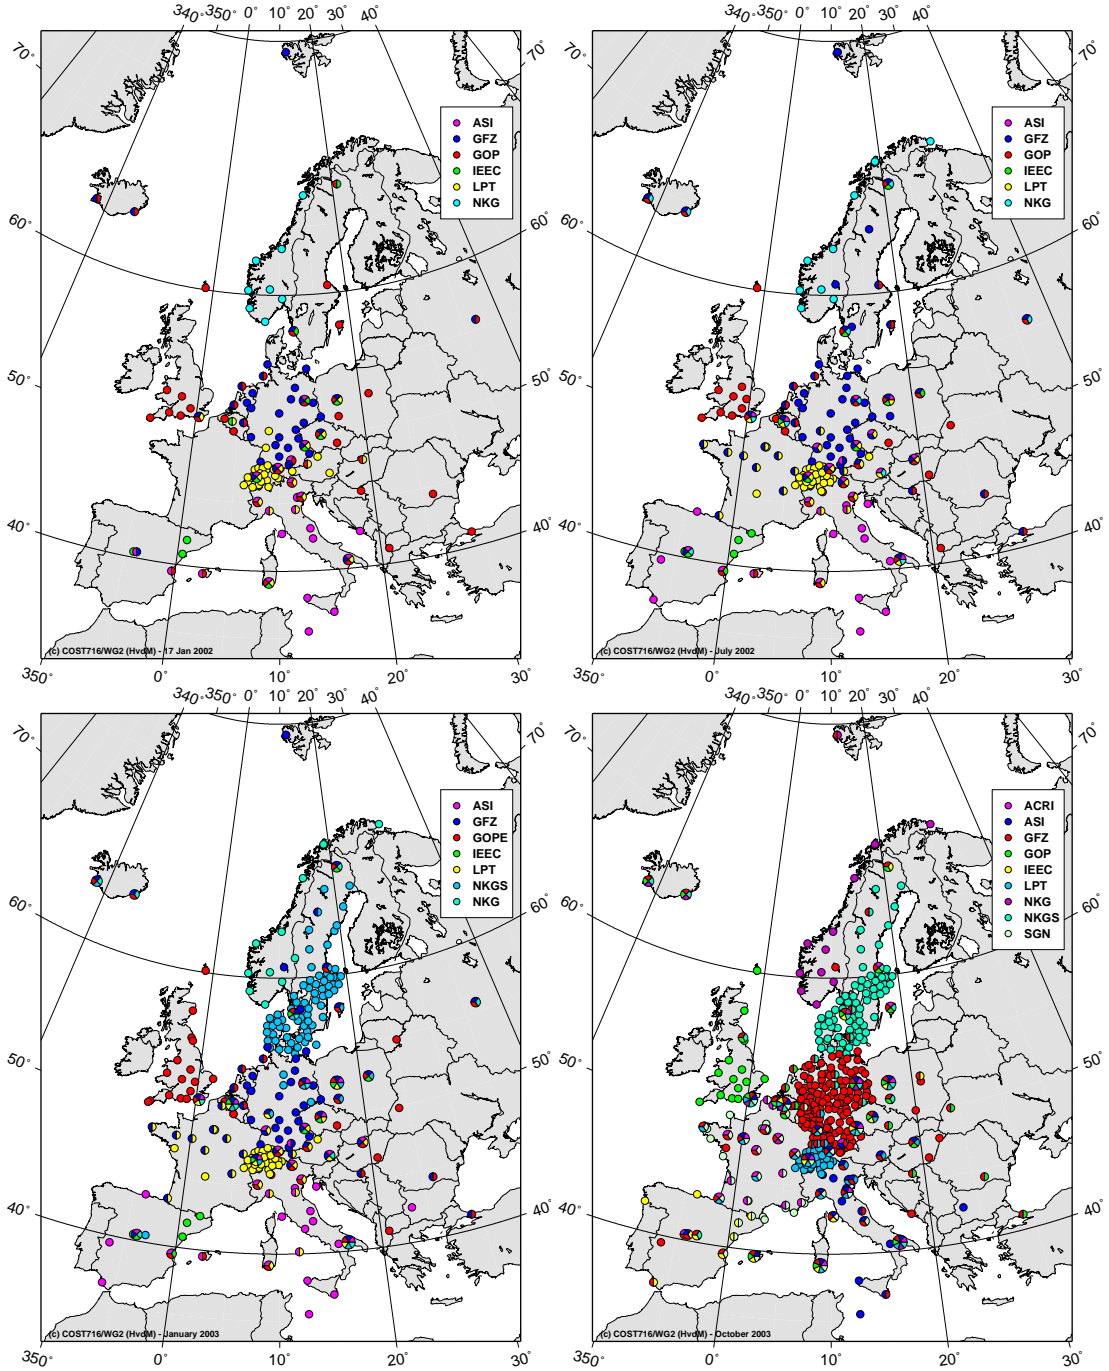 340° 350° 0° 10° 20° 30° 40°
70° 70°
ASI
GFZ
GOP
IEEC
LPT
NKG
60° 60°
50° 50°
40° 40°
(c) COST716/WG2 (HvdM) - 17 Jan 2002
350° 0° 10° 20° 30°
340° 350° 0° 10° 20° 30° 40°
70° 70°
ASI
GFZ
GOP
IEEC
LPT
NKG
60° 60°
50° 50°
40° 40°
(c) COST716/WG2 (HvdM) - July 2002
350° 0° 10° 20° 30°
340° 350° 0° 10° 20° 30° 40°
70° 70°
ASI
GFZ
GOPE
IEEC
LPT
NKGS
NKG
60° 60°
50° 50°
40° 40°
(c) COST716/WG2 (HvdM) - January 2003
350° 0° 10° 20° 30°
340° 350° 0° 10° 20° 30° 40°
70° 70°
ACRI
ASI
GFZ
GOP
IEEC
LPT
NKG
NKGS
SGN
60° 60°
50° 50°
40° 40°
(c) COST716/WG2 (HvdM) - October 2003
350° 0° 10° 20° 30°